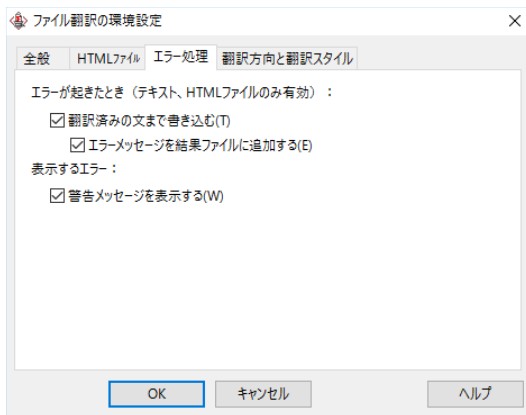 ファイル翻訳の環境設定
全般 HTMLファイル エラー処理 翻訳方向と翻訳スタイル
エラーが起きたとき（テキスト、HTMLファイルのみ有効）：
翻訳済みの文まで書き込む(T)
エラーメッセージを結果ファイルに追加する(E)
表示するエラー：
警告メッセージを表示する(W)
OK キャンセル ヘルプ